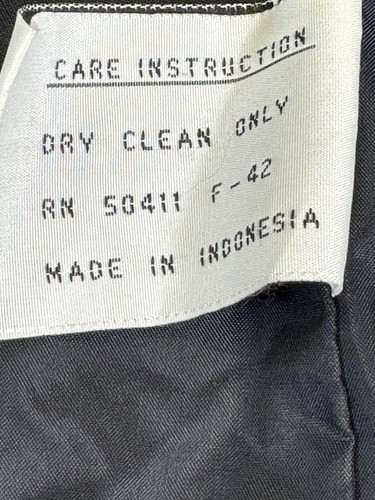 CARE INSTRUCTION
DRY CLEAN ONLY
RN 50411 F-42
MADE IN INDONESIA